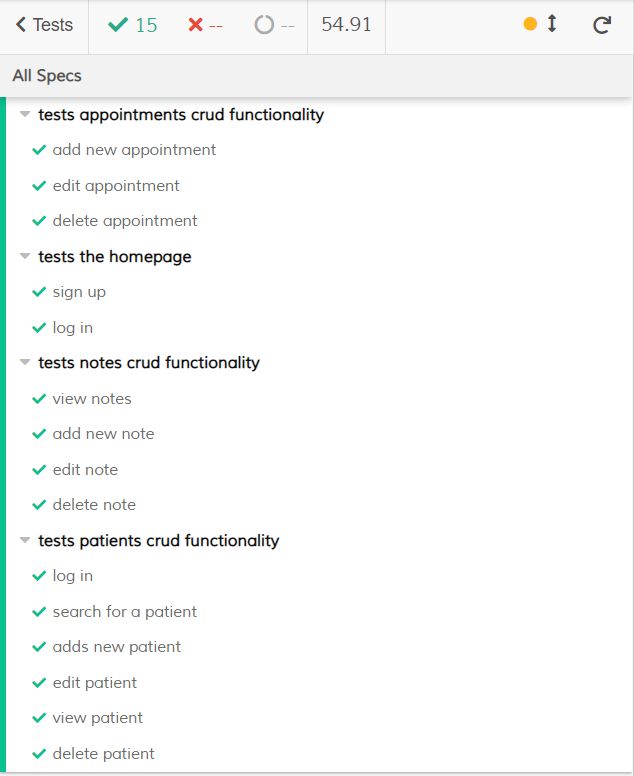 Tests 15 -- -- 54.91
All Specs
tests appointments crud functionality
add new appointment
edit appointment
delete appointment
tests the homepage
sign up
log in
tests notes crud functionality
view notes
add new note
edit note
delete note
tests patients crud functionality
log in
search for a patient
adds new patient
edit patient
view patient
delete patient